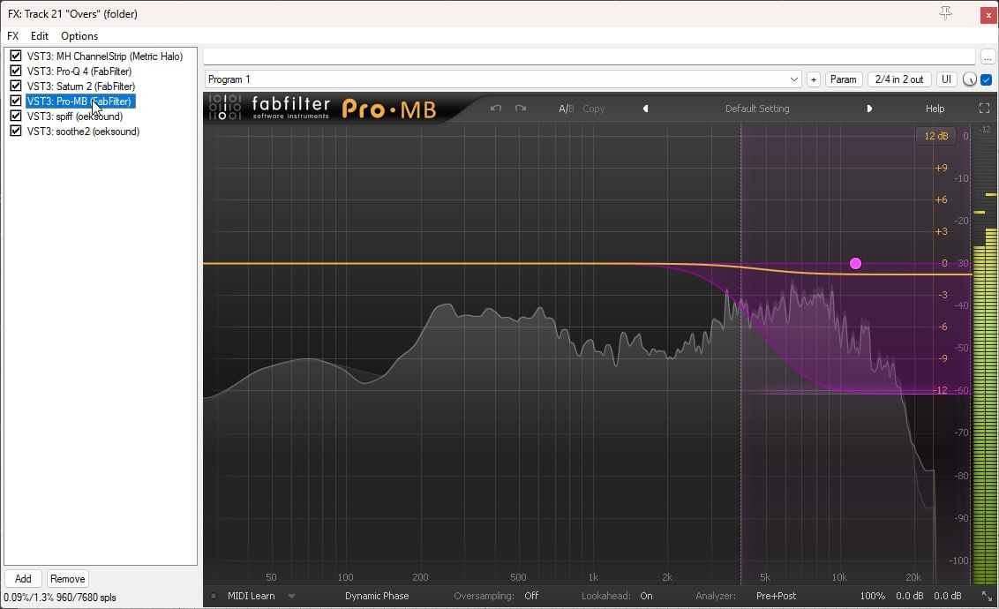 FX: Track 21 "Overs" (folder)
x
FX Edit Options
VST3: MH ChannelStrip (Metric Halo)
VST3: Pro-Q 4 (FabFilter)
VST3: Saturn 2 (FabFilter)
VST3: Pro-MB (FabFilter)
VST3: spiff (oeksound)
VST3: soothe2 (oeksound)
...
Program 1 + Param 2/4 in 2 out UI
fabfilter
software instruments
Pro·MB
A/B Copy Default Setting Help
12 dB 0 -12
+9 -10
+6 -20
+3
0 -30
-3 -40
-6 -50
-9
-12 -60
-70
-80
-90
-100
50 100 200 500 1k 2k 5k 10k 20k
MIDI Learn Dynamic Phase Oversampling: Off Lookahead: On Analyzer: Pre+Post 100% 0.0 dB 0.0 dB
Add Remove
0.09%/1.3% 960/7680 spls